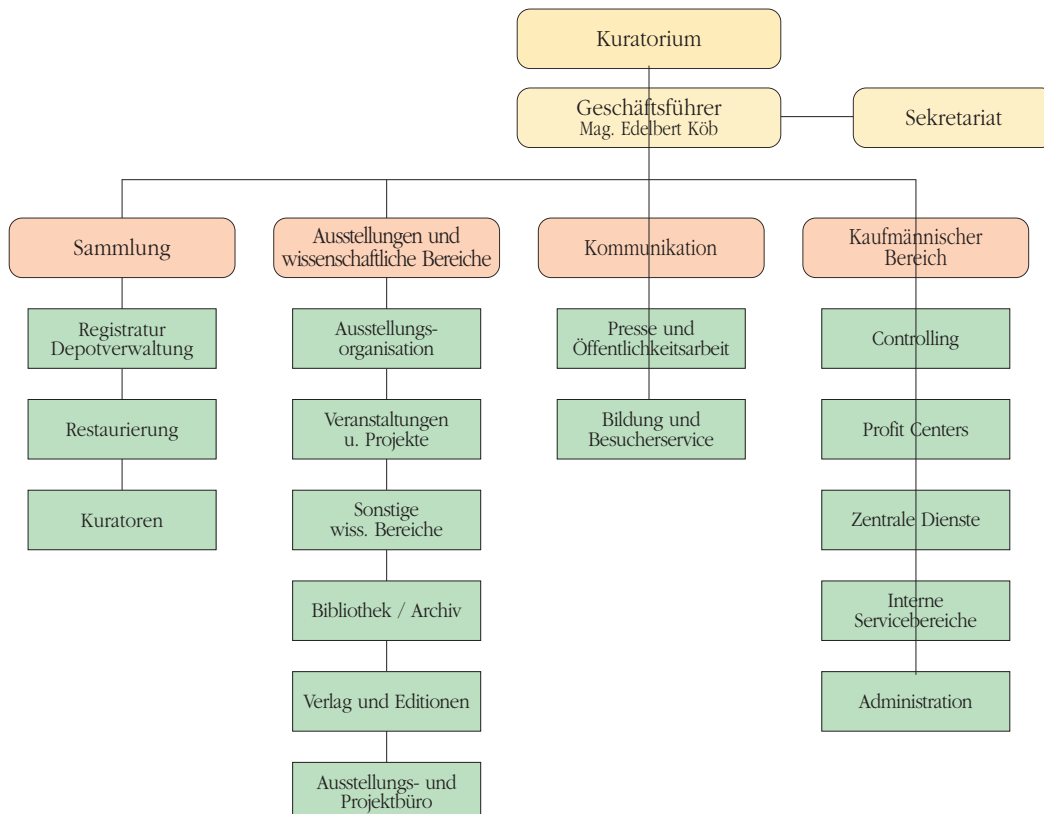 Kuratorium
Geschäftsführer
Mag. Edelbert Köb
Sekretariat
Sammlung
Ausstellungen und
wissenschaftliche Bereiche
Kommunikation
Kaufmännischer
Bereich
Registratur
Depotverwaltung
Restaurierung
Kuratoren
Ausstellungs-
organisation
Veranstaltungen
u. Projekte
Sonstige
wiss. Bereiche
Bibliothek / Archiv
Verlag und Editionen
Ausstellungs- und
Projektbüro
Presse und
Öffentlichkeitsarbeit
Bildung und
Besucherservice
Controlling
Profit Centers
Zentrale Dienste
Interne
Servicebereiche
Administration